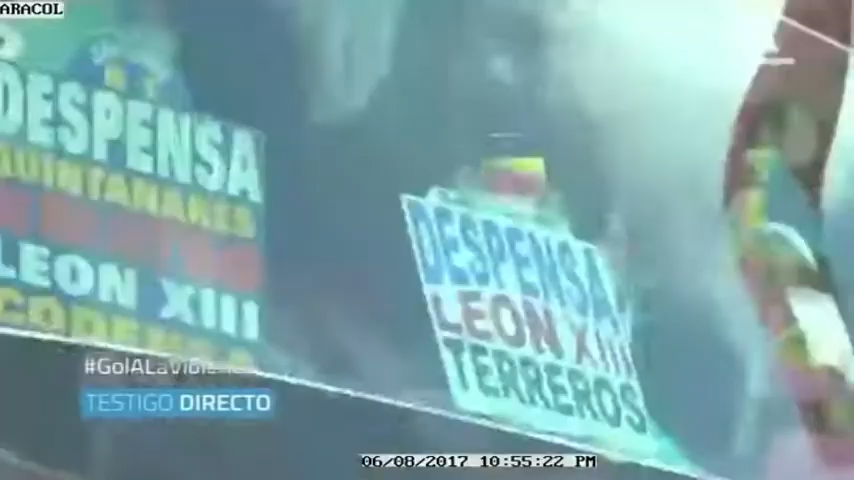 ARACOL
DESPENSA
QUINTANARES
LEON XIII
DESPENSA
LEON XIII
TERREROS
#GolALaViolencia
TESTIGO DIRECTO
06/08/2017 10:55:22 PM